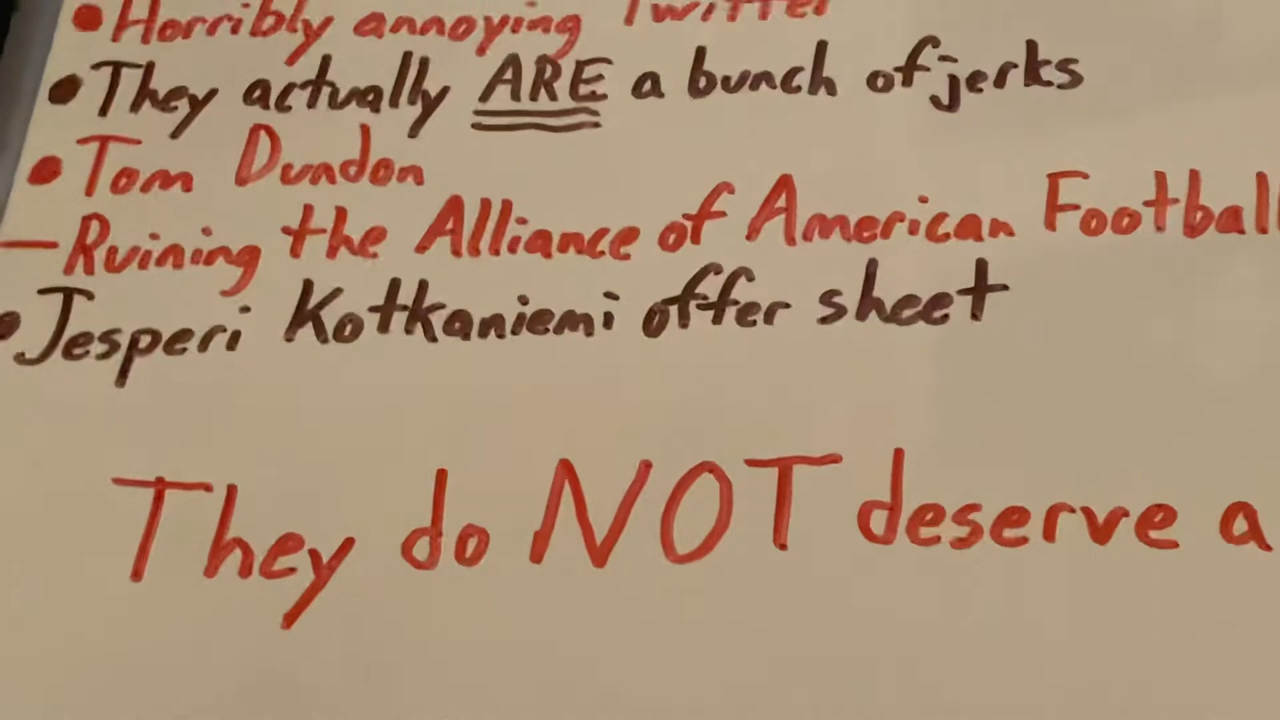 •Horribly annoying Twitter
•They actually ARE a bunch of jerks
•Tom Dundon
—Ruining the Alliance of American Football
•Jesperi Kotkaniemi offer sheet
They do NOT deserve a